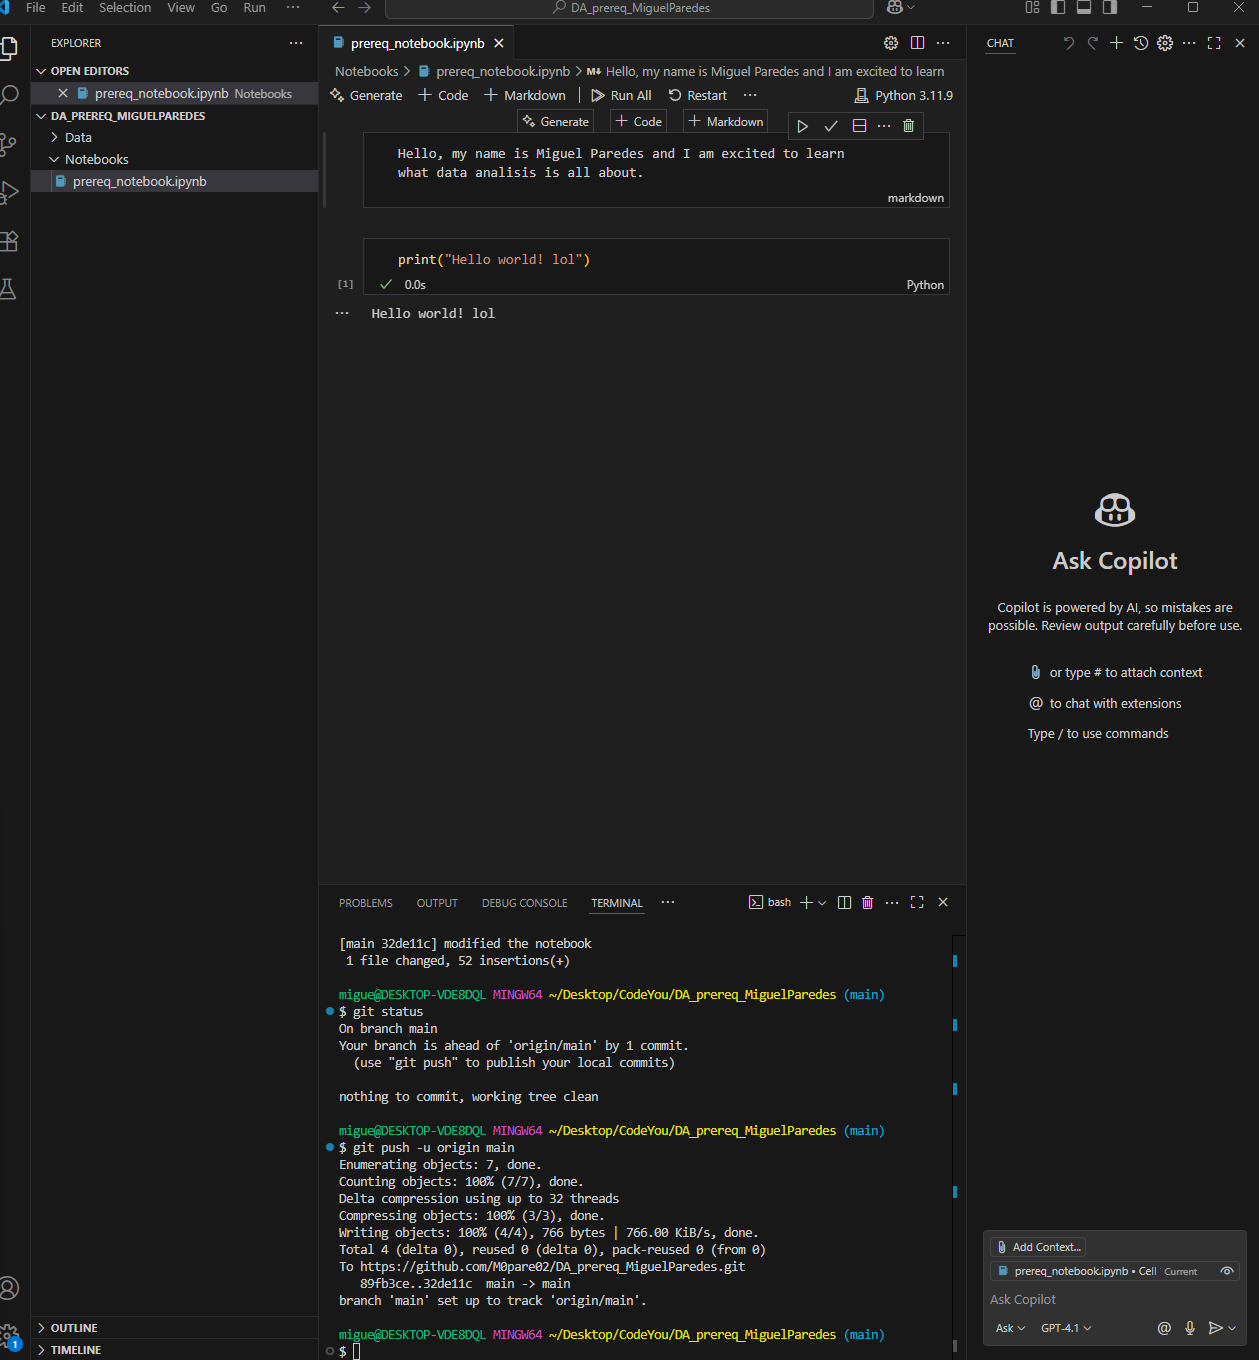 File Edit Selection View Go Run ···
DA_prereq_MiguelParedes
EXPLORER ···
OPEN EDITORS
prereq_notebook.ipynb Notebooks
DA_PREREQ_MIGUELPAREDES
Data
Notebooks
prereq_notebook.ipynb
OUTLINE
TIMELINE
1
prereq_notebook.ipynb
Notebooks > prereq_notebook.ipynb > M↓ Hello, my name is Miguel Paredes and I am excited to learn
Generate + Code + Markdown | Run All Restart ··· Python 3.11.9
Generate + Code + Markdown
Hello, my name is Miguel Paredes and I am excited to learn
what data analisis is all about.
markdown
print("Hello world! lol")
[1] ✓ 0.0s Python
··· Hello world! lol
PROBLEMS OUTPUT DEBUG CONSOLE TERMINAL ··· bash
[main 32de11c] modified the notebook
1 file changed, 52 insertions(+)
migue@DESKTOP-VDE8DQL MINGW64 ~/Desktop/CodeYou/DA_prereq_MiguelParedes (main)
$ git status
On branch main
Your branch is ahead of 'origin/main' by 1 commit.
(use "git push" to publish your local commits)
nothing to commit, working tree clean
migue@DESKTOP-VDE8DQL MINGW64 ~/Desktop/CodeYou/DA_prereq_MiguelParedes (main)
$ git push -u origin main
Enumerating objects: 7, done.
Counting objects: 100% (7/7), done.
Delta compression using up to 32 threads
Compressing objects: 100% (3/3), done.
Writing objects: 100% (4/4), 766 bytes | 766.00 KiB/s, done.
Total 4 (delta 0), reused 0 (delta 0), pack-reused 0 (from 0)
To https://github.com/M0pare02/DA_prereq_MiguelParedes.git
89fb3ce..32de11c main -> main
branch 'main' set up to track 'origin/main'.
migue@DESKTOP-VDE8DQL MINGW64 ~/Desktop/CodeYou/DA_prereq_MiguelParedes (main)
$
CHAT
Ask Copilot
Copilot is powered by AI, so mistakes are
possible. Review output carefully before use.
or type # to attach context
@ to chat with extensions
Type / to use commands
Add Context...
prereq_notebook.ipynb • Cell Current
Ask Copilot
Ask GPT-4.1 @